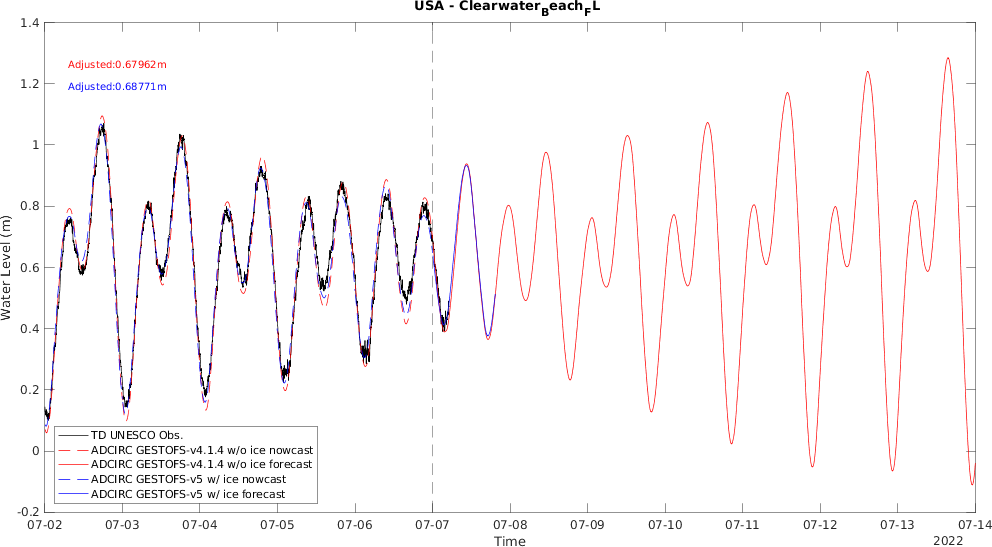 USA - Clearwater_Beach_FL
Adjusted:0.67962m
Adjusted:0.68771m
Water Level (m)
1.4
1.2
1
0.8
0.6
0.4
0.2
0
-0.2
TD UNESCO Obs.
ADCIRC GESTOFS-v4.1.4 w/o ice nowcast
ADCIRC GESTOFS-v4.1.4 w/o ice forecast
ADCIRC GESTOFS-v5 w/ ice nowcast
ADCIRC GESTOFS-v5 w/ ice forecast
07-02 07-03 07-04 07-05 07-06 07-07 07-08 07-09 07-10 07-11 07-12 07-13 07-14
Time
2022